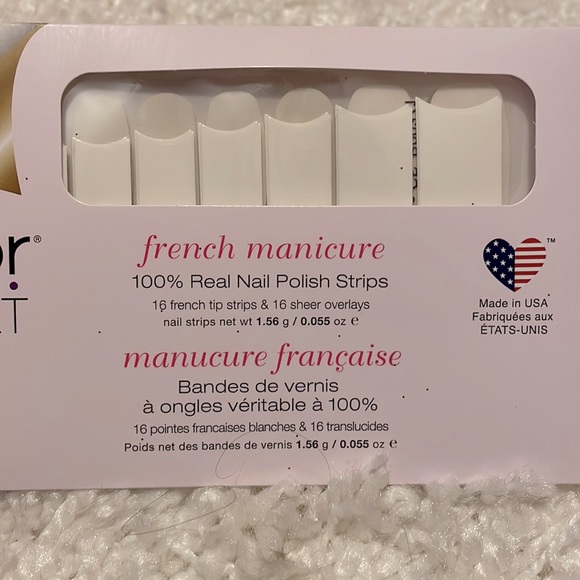 french manicure
100% Real Nail Polish Strips
16 french tip strips & 16 sheer overlays
nail strips net wt 1.56 g / 0.055 oz ℮
manucure française
Bandes de vernis
à ongles véritable à 100%
16 pointes francaises blanches & 16 translucides
Poids net des bandes de vernis 1.56 g / 0.055 oz ℮
™
Made in USA
Fabriquées aux
ÉTATS-UNIS